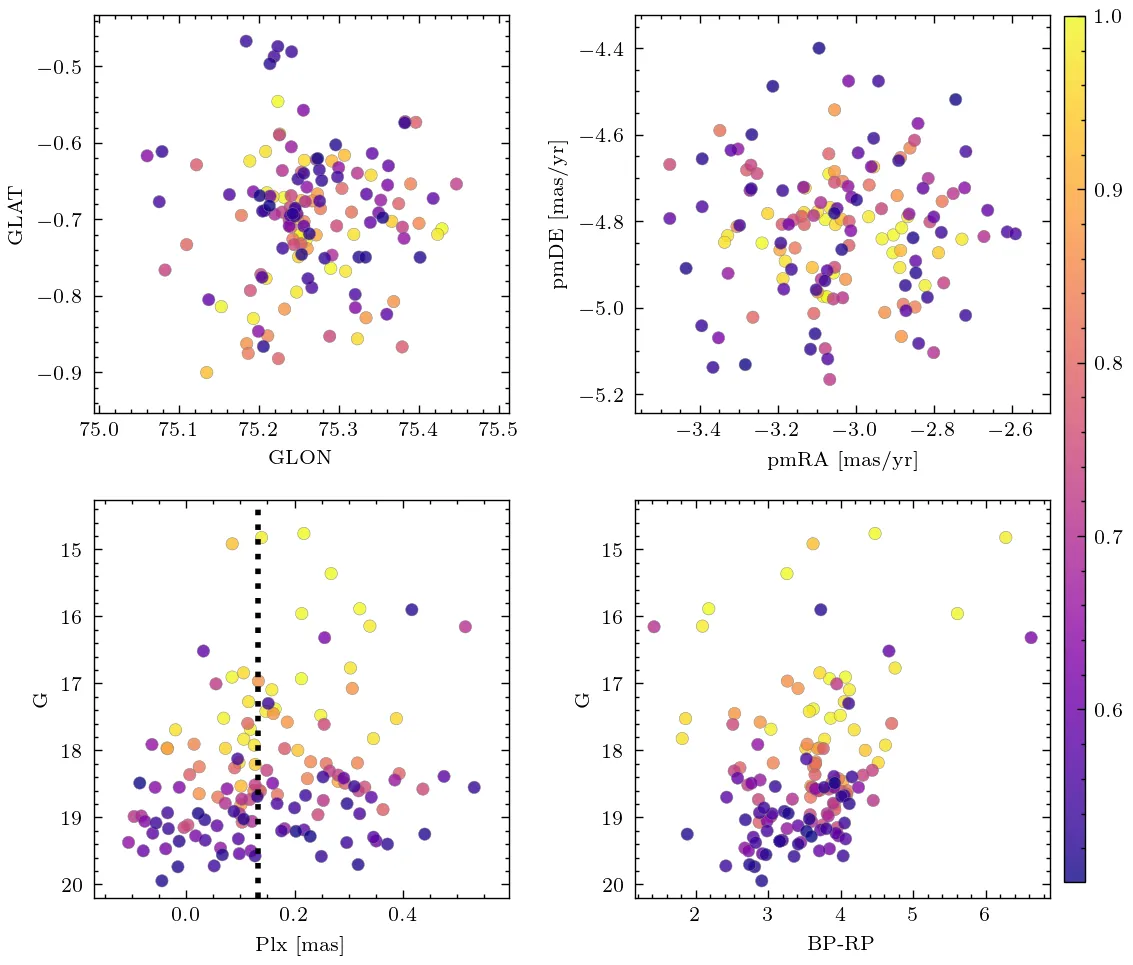 −0.5
−0.6
−0.7
−0.8
−0.9
GLAT
75.0 75.1 75.2 75.3 75.4 75.5
GLON
−4.4
−4.6
−4.8
−5.0
−5.2
pmDE [mas/yr]
−3.4 −3.2 −3.0 −2.8 −2.6
pmRA [mas/yr]
15
16
17
18
19
20
G
0.0 0.2 0.4
Plx [mas]
15
16
17
18
19
20
G
2 3 4 5 6
BP-RP
1.0
0.9
0.8
0.7
0.6